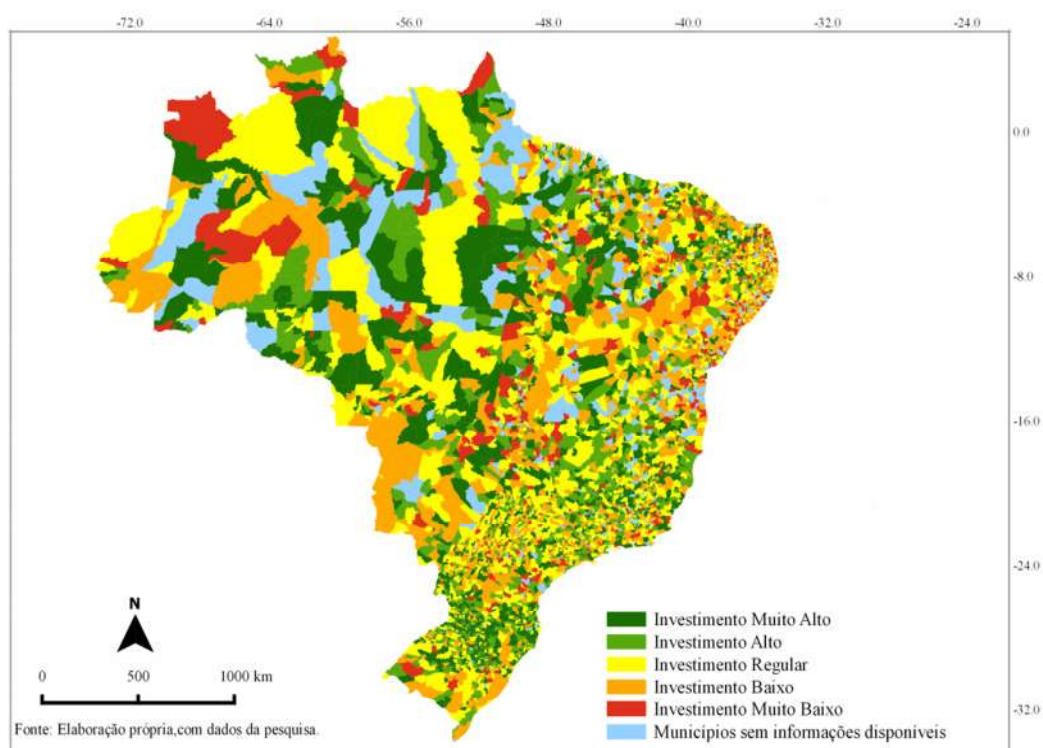 -72.0 -64.0 -56.0 -48.0 -40.0 -32.0 -24.0
0.0
-8.0
-16.0
-24.0
-32.0
N
0 500 1000 km
Investimento Muito Alto
Investimento Alto
Investimento Regular
Investimento Baixo
Investimento Muito Baixo
Municípios sem informações disponíveis
Fonte: Elaboração própria,com dados da pesquisa.